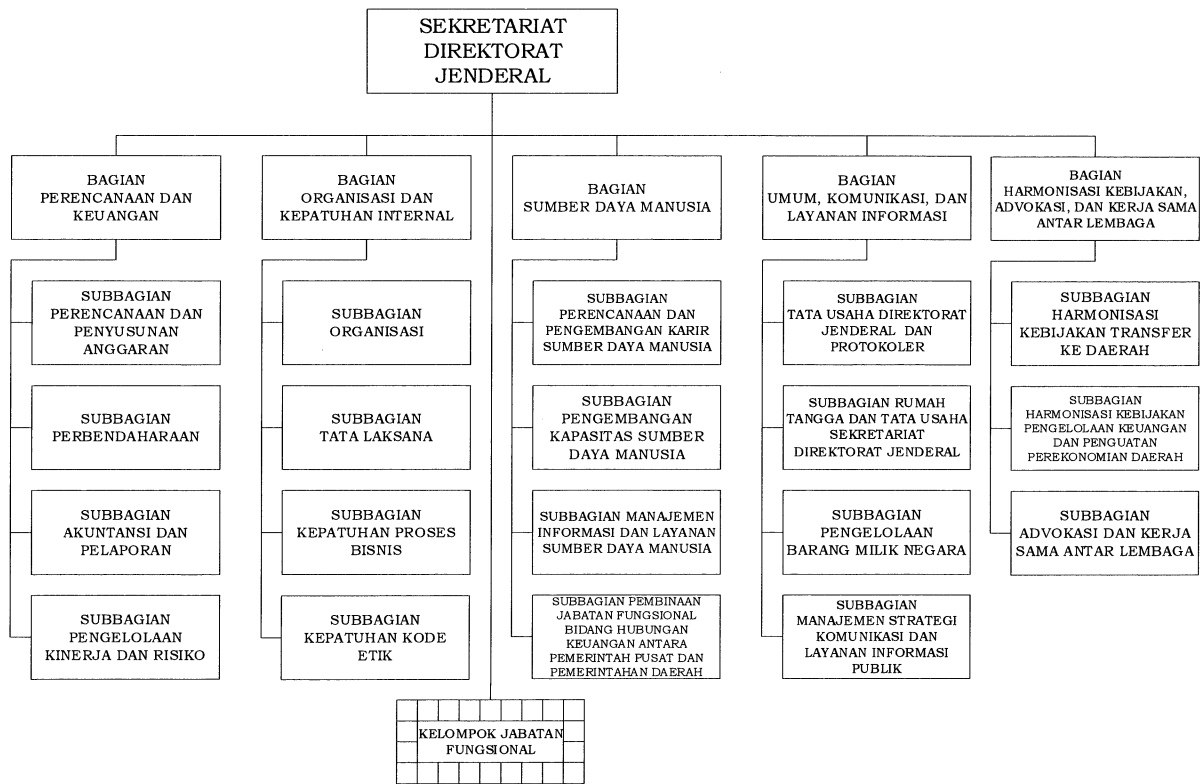 SEKRETARIAT
DIREKTORAT
JENDERAL
BAGIAN
PERENCANAAN DAN
KEUANGAN
SUBBAGIAN
PERENCANAAN DAN
PENYUSUNAN
ANGGARAN
SUBBAGIAN
PERBENDAHARAAN
SUBBAGIAN
AKUNTANSI DAN
PELAPORAN
SUBBAGIAN
PENGELOLAAN
KINERJA DAN RISIKO
BAGIAN
ORGANISASI DAN
KEPATUHAN INTERNAL
SUBBAGIAN
ORGANISASI
SUBBAGIAN
TATA LAKSANA
SUBBAGIAN
KEPATUHAN PROSES
BISNIS
SUBBAGIAN
KEPATUHAN KODE
ETIK
BAGIAN
SUMBER DAYA MANUSIA
SUBBAGIAN
PERENCANAAN DAN
PENGEMBANGAN KARIR
SUMBER DAYA MANUSIA
SUBBAGIAN
PENGEMBANGAN
KAPASITAS SUMBER
DAYA MANUSIA
SUBBAGIAN MANAJEMEN
INFORMASI DAN LAYANAN
SUMBER DAYA MANUSIA
SUBBAGIAN PEMBINAAN
JABATAN FUNGSIONAL
BIDANG HUBUNGAN
KEUANGAN ANTARA
PEMERINTAH PUSAT DAN
PEMERINTAHAN DAERAH
BAGIAN
UMUM, KOMUNIKASI, DAN
LAYANAN INFORMASI
SUBBAGIAN
TATA USAHA DIREKTORAT
JENDERAL DAN
PROTOKOLER
SUBBAGIAN RUMAH
TANGGA DAN TATA USAHA
SEKRETARIAT
DIREKTORAT JENDERAL
SUBBAGIAN
PENGELOLAAN
BARANG MILIK NEGARA
SUBBAGIAN
MANAJEMEN STRATEGI
KOMUNIKASI DAN
LAYANAN INFORMASI
PUBLIK
BAGIAN
HARMONISASI KEBIJAKAN,
ADVOKASI, DAN KERJA SAMA
ANTAR LEMBAGA
SUBBAGIAN
HARMONISASI
KEBIJAKAN TRANSFER
KE DAERAH
SUBBAGIAN
HARMONISASI KEBIJAKAN
PENGELOLAAN KEUANGAN
DAN PENGUATAN
PEREKONOMIAN DAERAH
SUBBAGIAN
ADVOKASI DAN KERJA
SAMA ANTAR LEMBAGA
KELOMPOK JABATAN
FUNGSIONAL